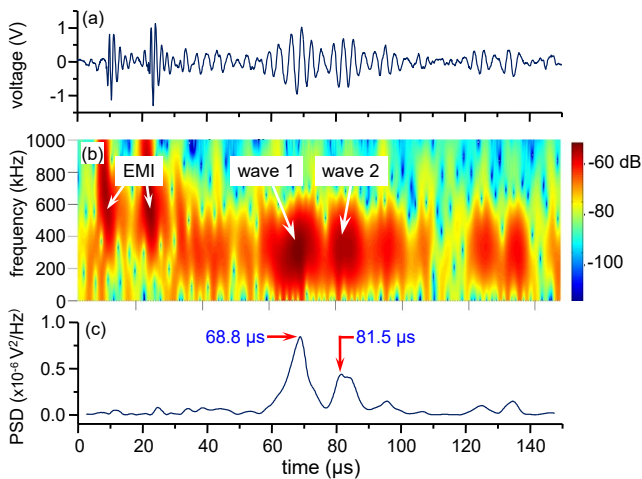 (a)
voltage (V)
1
0
-1
(b)
frequency (kHz)
1000
800
600
400
200
0
EMI
wave 1
wave 2
-60 dB
-80
-100
(c)
PSD (x10⁻⁶ V²/Hz)
1.0
0.5
0.0
68.8 µs
81.5 µs
0 20 40 60 80 100 120 140
time (µs)